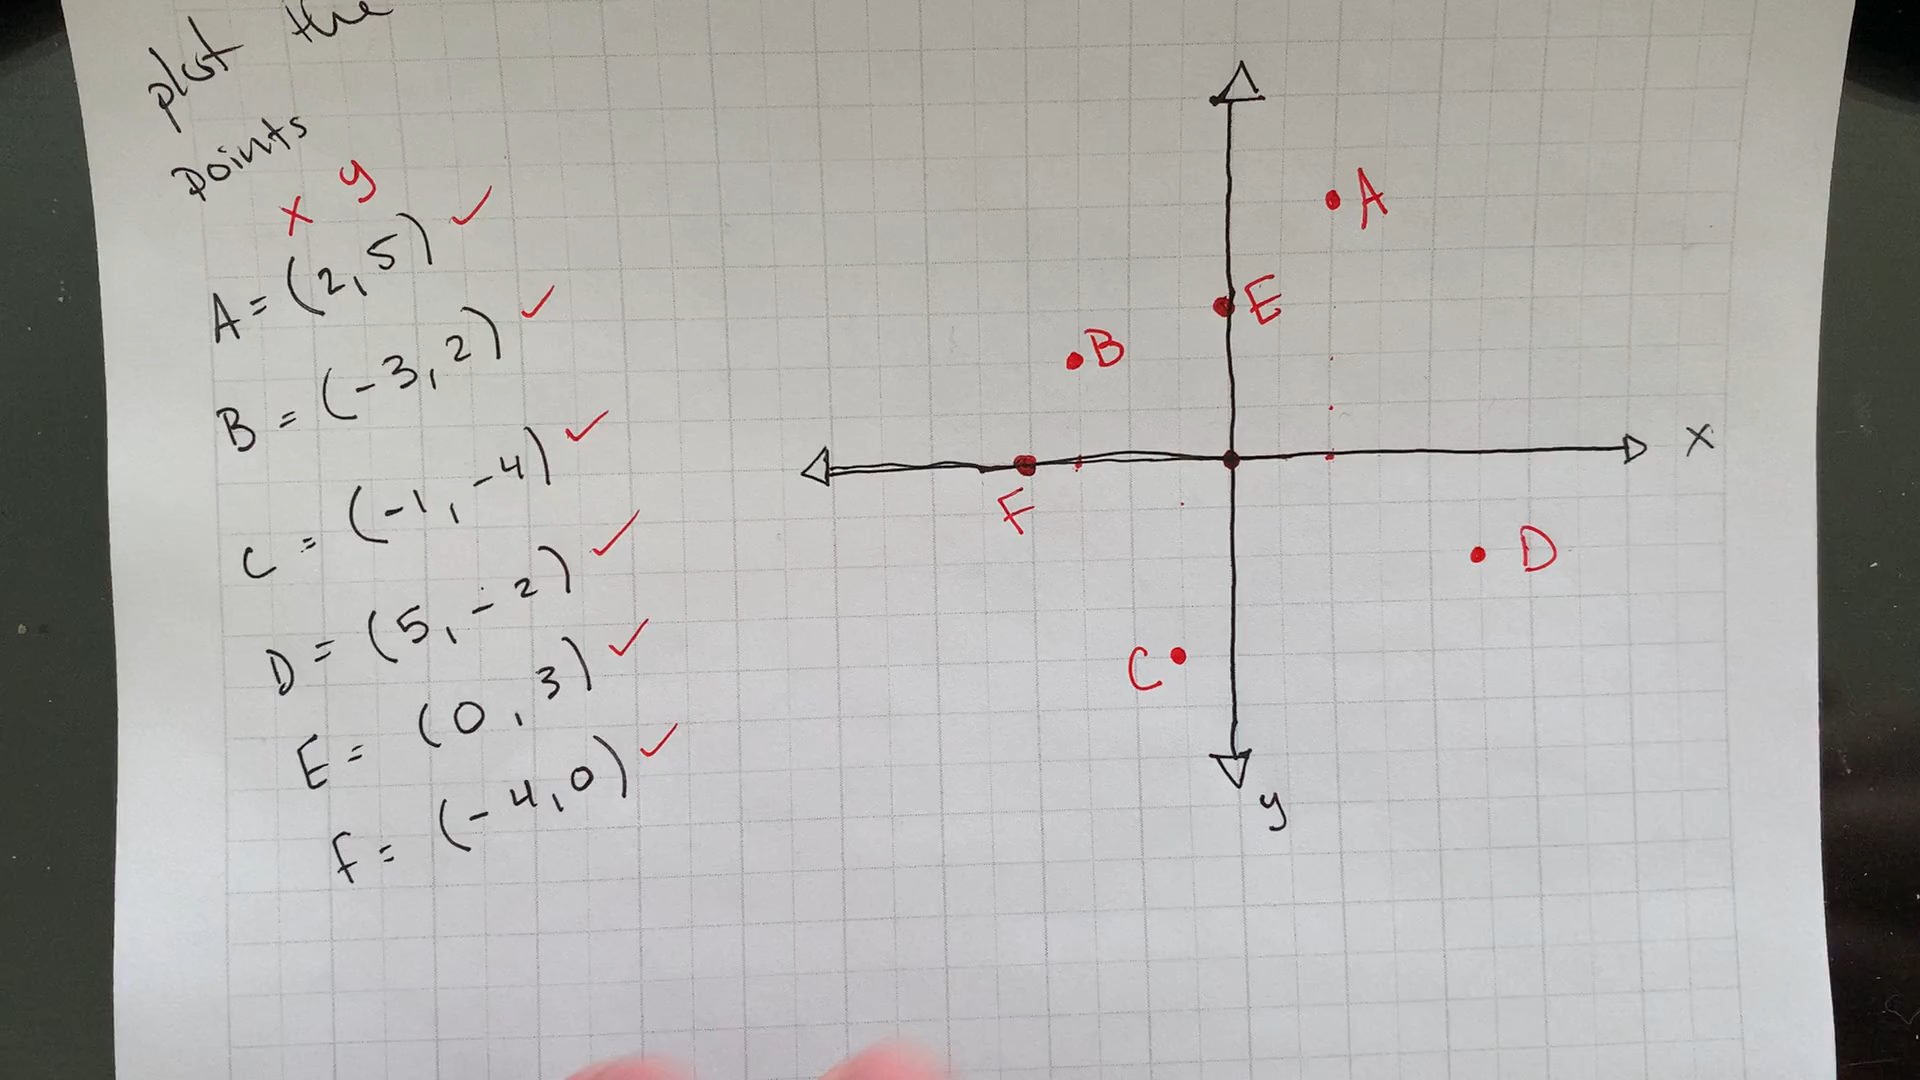 plot the
points
x y
A = (2,5) ✓
B = (-3,2) ✓
C = (-1,-4) ✓
D = (5,-2) ✓
E = (0,3) ✓
F = (-4,0) ✓
A
E
B
x
F
D
C
y